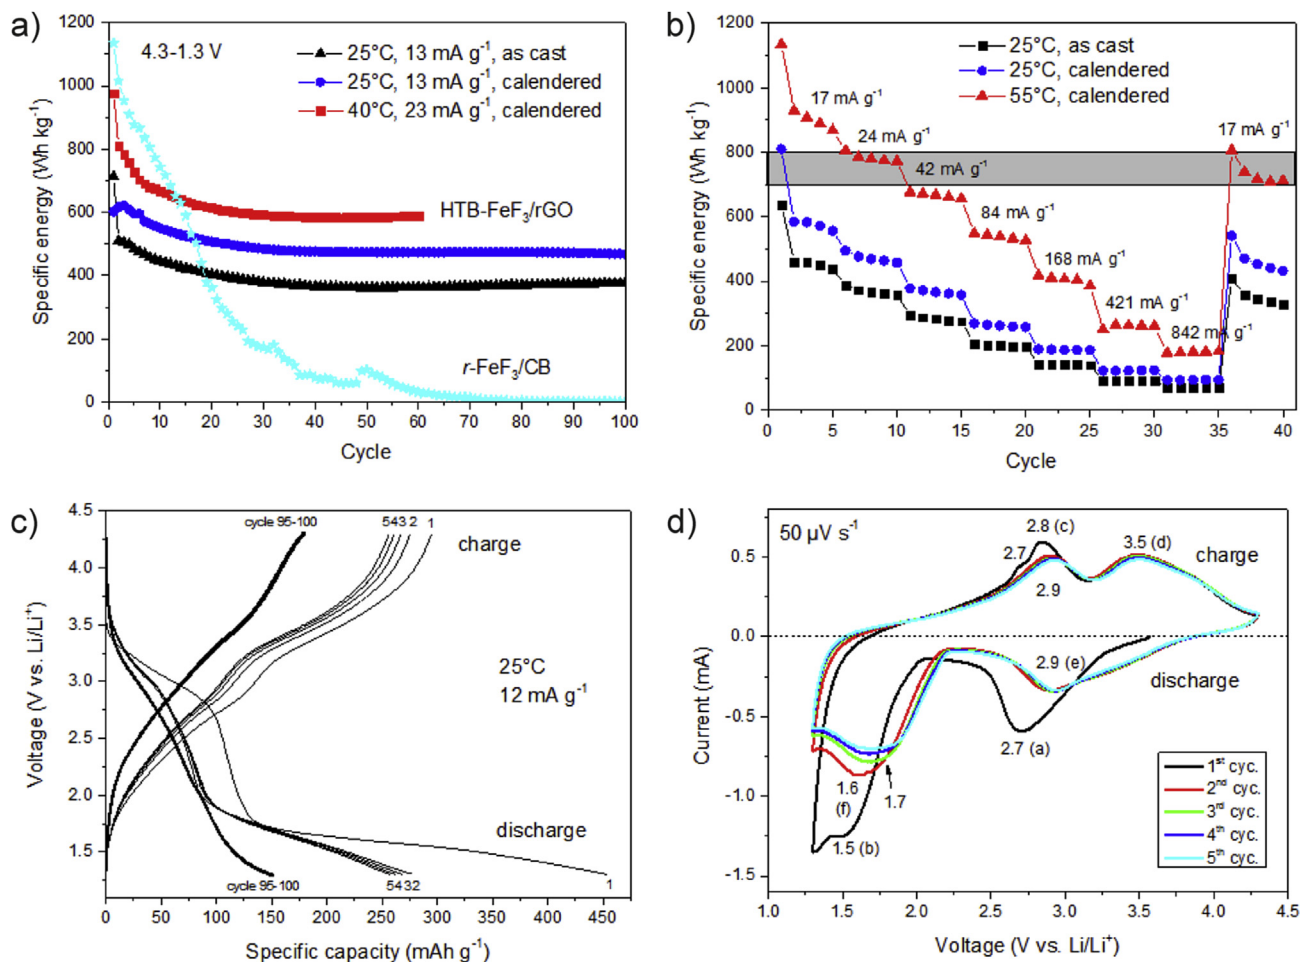 a)
4.3-1.3 V
25°C, 13 mA g⁻¹, as cast
25°C, 13 mA g⁻¹, calendered
40°C, 23 mA g⁻¹, calendered
HTB-FeF₃/rGO
r-FeF₃/CB
Specific energy (Wh kg⁻¹)
1200
1000
800
600
400
200
0
0 10 20 30 40 50 60 70 80 90 100
Cycle
b)
25°C, as cast
25°C, calendered
55°C, calendered
17 mA g⁻¹
24 mA g⁻¹
42 mA g⁻¹
84 mA g⁻¹
168 mA g⁻¹
421 mA g⁻¹
842 mA g⁻¹
17 mA g⁻¹
Specific energy (Wh kg⁻¹)
1200
1000
800
600
400
200
0
0 5 10 15 20 25 30 35 40
Cycle
c)
cycle 95-100
543 2 1
charge
25°C
12 mA g⁻¹
discharge
cycle 95-100
5432 1
Voltage (V vs. Li/Li⁺)
4.5
4.0
3.5
3.0
2.5
2.0
1.5
0 50 100 150 200 250 300 350 400 450
Specific capacity (mAh g⁻¹)
d)
50 µV s⁻¹
2.8 (c)
2.7
3.5 (d)
charge
2.9
2.9 (e)
discharge
2.7 (a)
1.6
(f)
1.7
1.5 (b)
1ˢᵗ cyc.
2ⁿᵈ cyc.
3ʳᵈ cyc.
4ᵗʰ cyc.
5ᵗʰ cyc.
Current (mA)
1.0
0.5
0.0
-0.5
-1.0
-1.5
1.0 1.5 2.0 2.5 3.0 3.5 4.0 4.5
Voltage (V vs. Li/Li⁺)